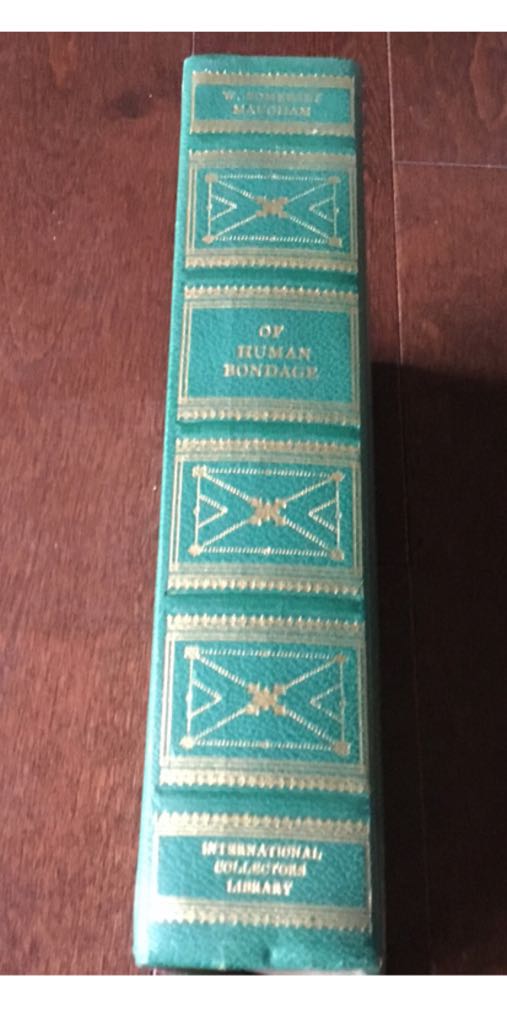 W. SOMERSET
MAUGHAM
OF
HUMAN
BONDAGE
INTERNATIONAL
COLLECTORS
LIBRARY